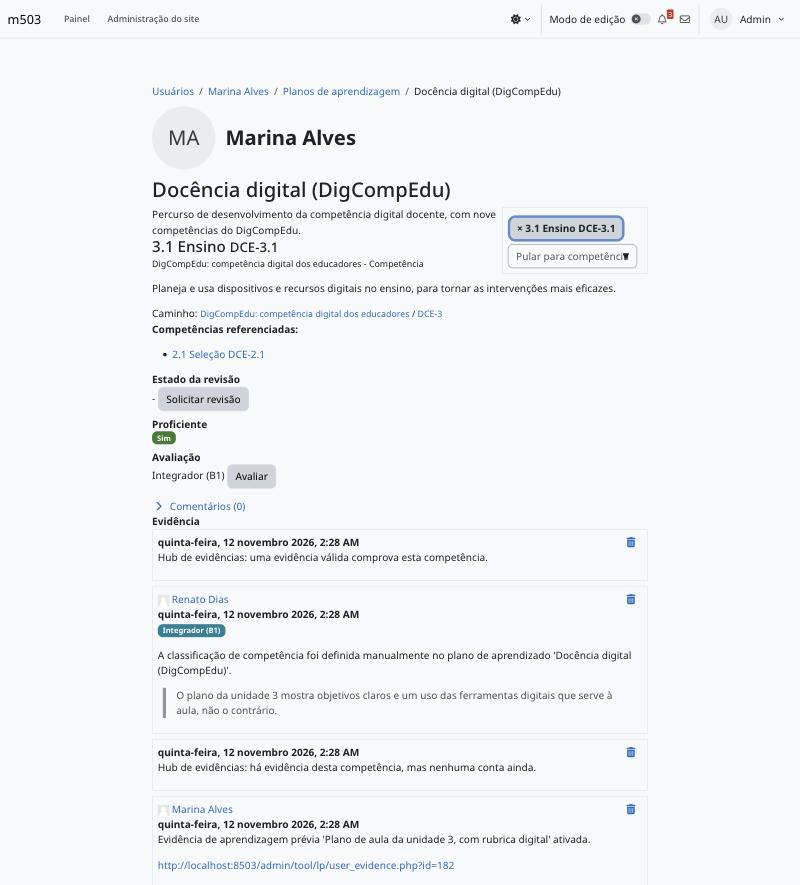 m503 Painel Administração do site Modo de edição 3 AU Admin
Usuários / Marina Alves / Planos de aprendizagem / Docência digital (DigCompEdu)
MA Marina Alves
Docência digital (DigCompEdu)
Percurso de desenvolvimento da competência digital docente, com nove
competências do DigCompEdu.
× 3.1 Ensino DCE-3.1
Pular para competênci
3.1 Ensino DCE-3.1
DigCompEdu: competência digital dos educadores - Competência
Planeja e usa dispositivos e recursos digitais no ensino, para tornar as intervenções mais eficazes.
Caminho: DigCompEdu: competência digital dos educadores / DCE-3
Competências referenciadas:
• 2.1 Seleção DCE-2.1
Estado da revisão
- Solicitar revisão
Proficiente
Sim
Avaliação
Integrador (B1) Avaliar
Comentários (0)
Evidência
quinta-feira, 12 novembro 2026, 2:28 AM
Hub de evidências: uma evidência válida comprova esta competência.
Renato Dias
quinta-feira, 12 novembro 2026, 2:28 AM
Integrador (B1)
A classificação de competência foi definida manualmente no plano de aprendizado 'Docência digital
(DigCompEdu)'.
O plano da unidade 3 mostra objetivos claros e um uso das ferramentas digitais que serve à
aula, não o contrário.
quinta-feira, 12 novembro 2026, 2:28 AM
Hub de evidências: há evidência desta competência, mas nenhuma conta ainda.
Marina Alves
quinta-feira, 12 novembro 2026, 2:28 AM
Evidência de aprendizagem prévia 'Plano de aula da unidade 3, com rubrica digital' ativada.
http://localhost:8503/admin/tool/lp/user_evidence.php?id=182